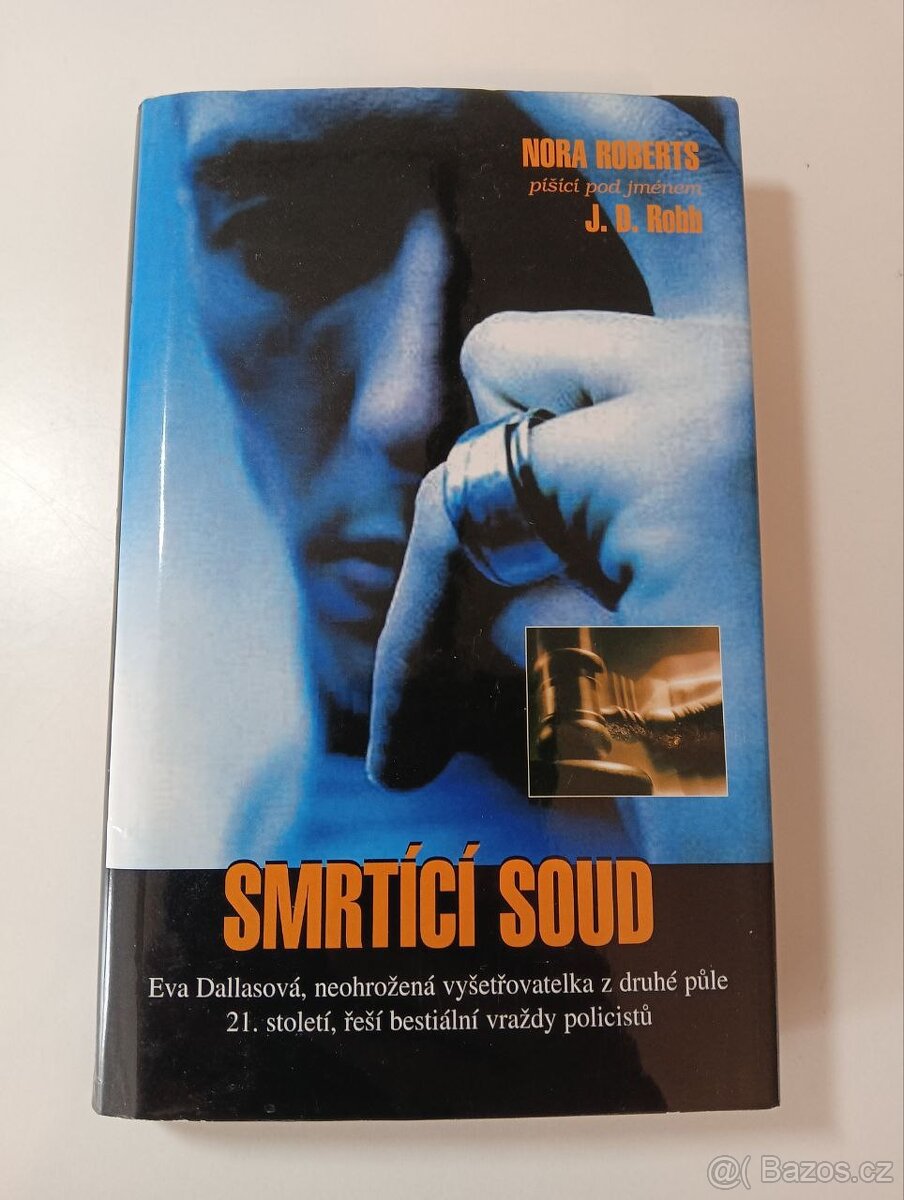 NORA ROBERTS
píšící pod jménem
J. D. Robb
SMRTÍCÍ SOUD
Eva Dallasová, neohrožená vyšetřovatelka z druhé půle
21. století, řeší bestiální vraždy policistů
@( Bazos.cz